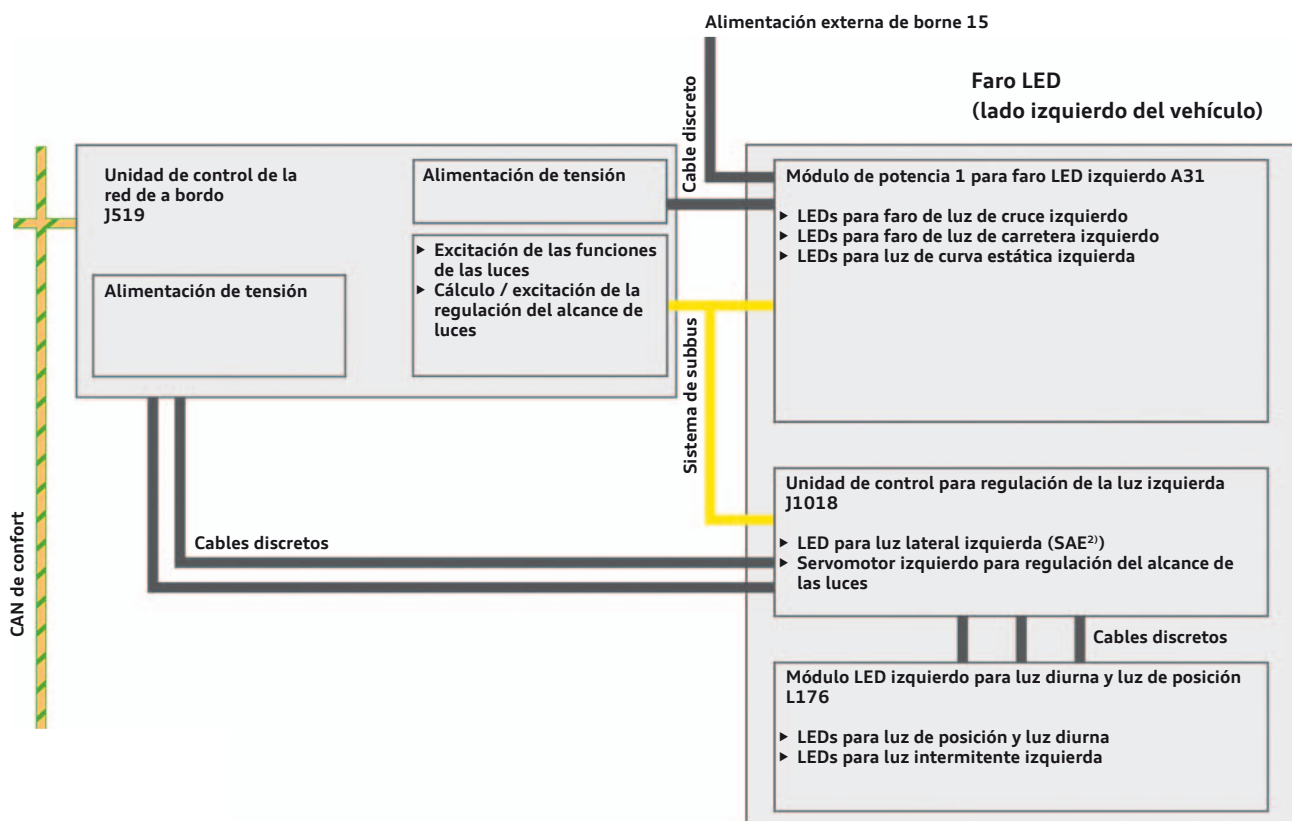 Alimentación externa de borne 15
Faro LED
(lado izquierdo del vehículo)
Cable discreto
Unidad de control de la
red de a bordo
J519
Alimentación de tensión
Alimentación de tensión
▶ Excitación de las funciones
de las luces
▶ Cálculo / excitación de la
regulación del alcance de
luces
Módulo de potencia 1 para faro LED izquierdo A31
▶ LEDs para faro de luz de cruce izquierdo
▶ LEDs para faro de luz de carretera izquierdo
▶ LEDs para luz de curva estática izquierda
Sistema de subbus
CAN de confort
Cables discretos
Unidad de control para regulación de la luz izquierda
J1018
▶ LED para luz lateral izquierda (SAE²⁾)
▶ Servomotor izquierdo para regulación del alcance de
las luces
Cables discretos
Módulo LED izquierdo para luz diurna y luz de posición
L176
▶ LEDs para luz de posición y luz diurna
▶ LEDs para luz intermitente izquierda